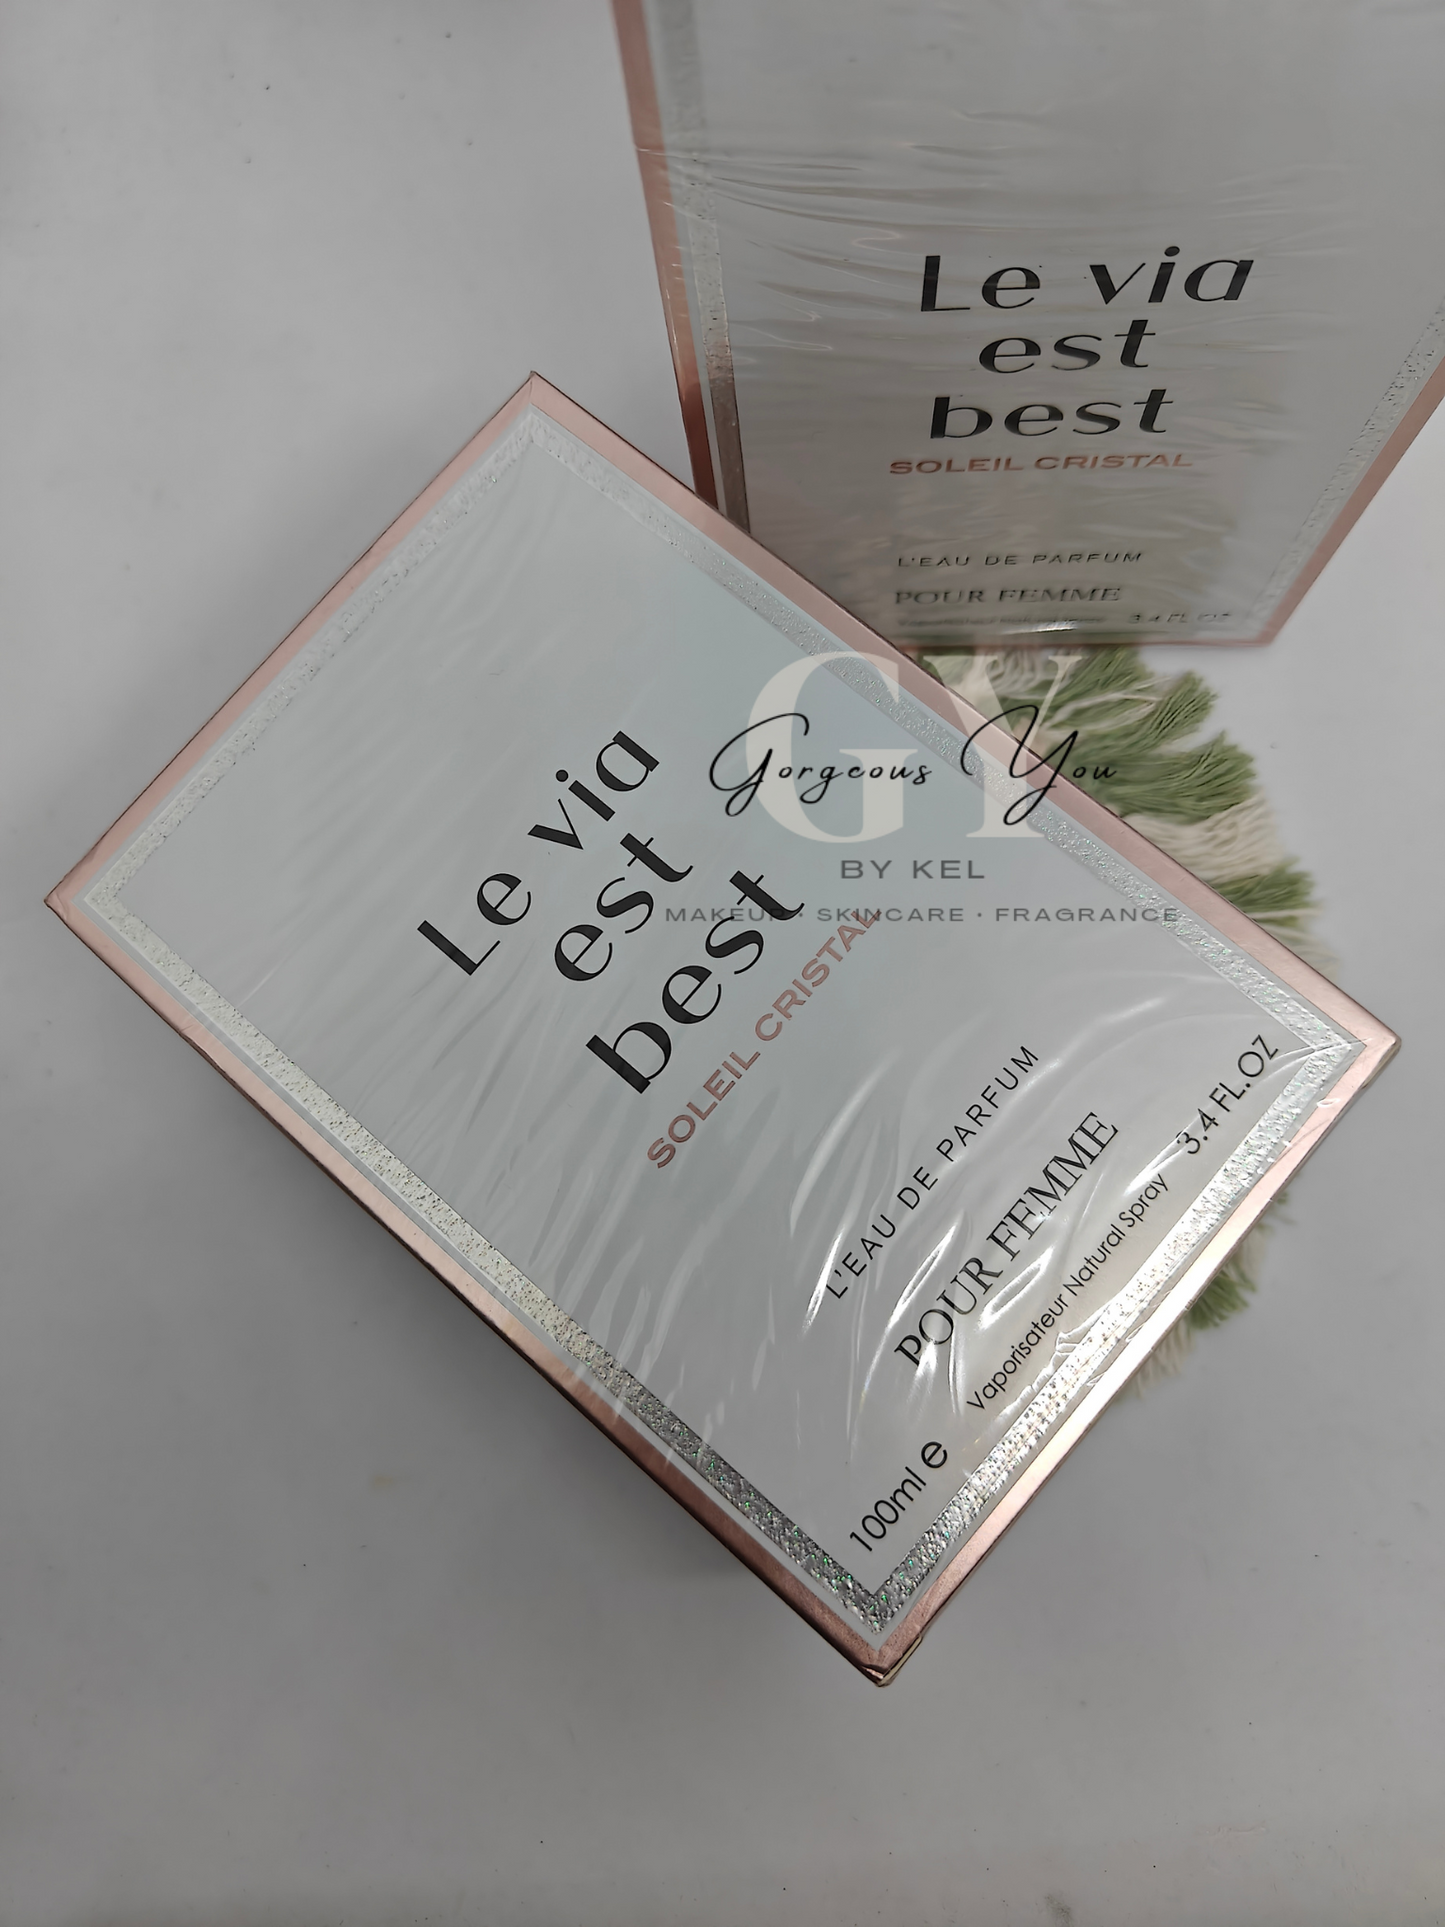 Le via
est
best
SOLEIL CRISTAL
L'EAU DE PARFUM
POUR FEMME
3.4 FL OZ
GY
Gorgeous You
BY KEL
MAKEUP · SKINCARE · FRAGRANCE
Le via
est
best
SOLEIL CRISTAL
L'EAU DE PARFUM
POUR FEMME
100ml e Vaporisateur Natural Spray 3.4 FL.OZ